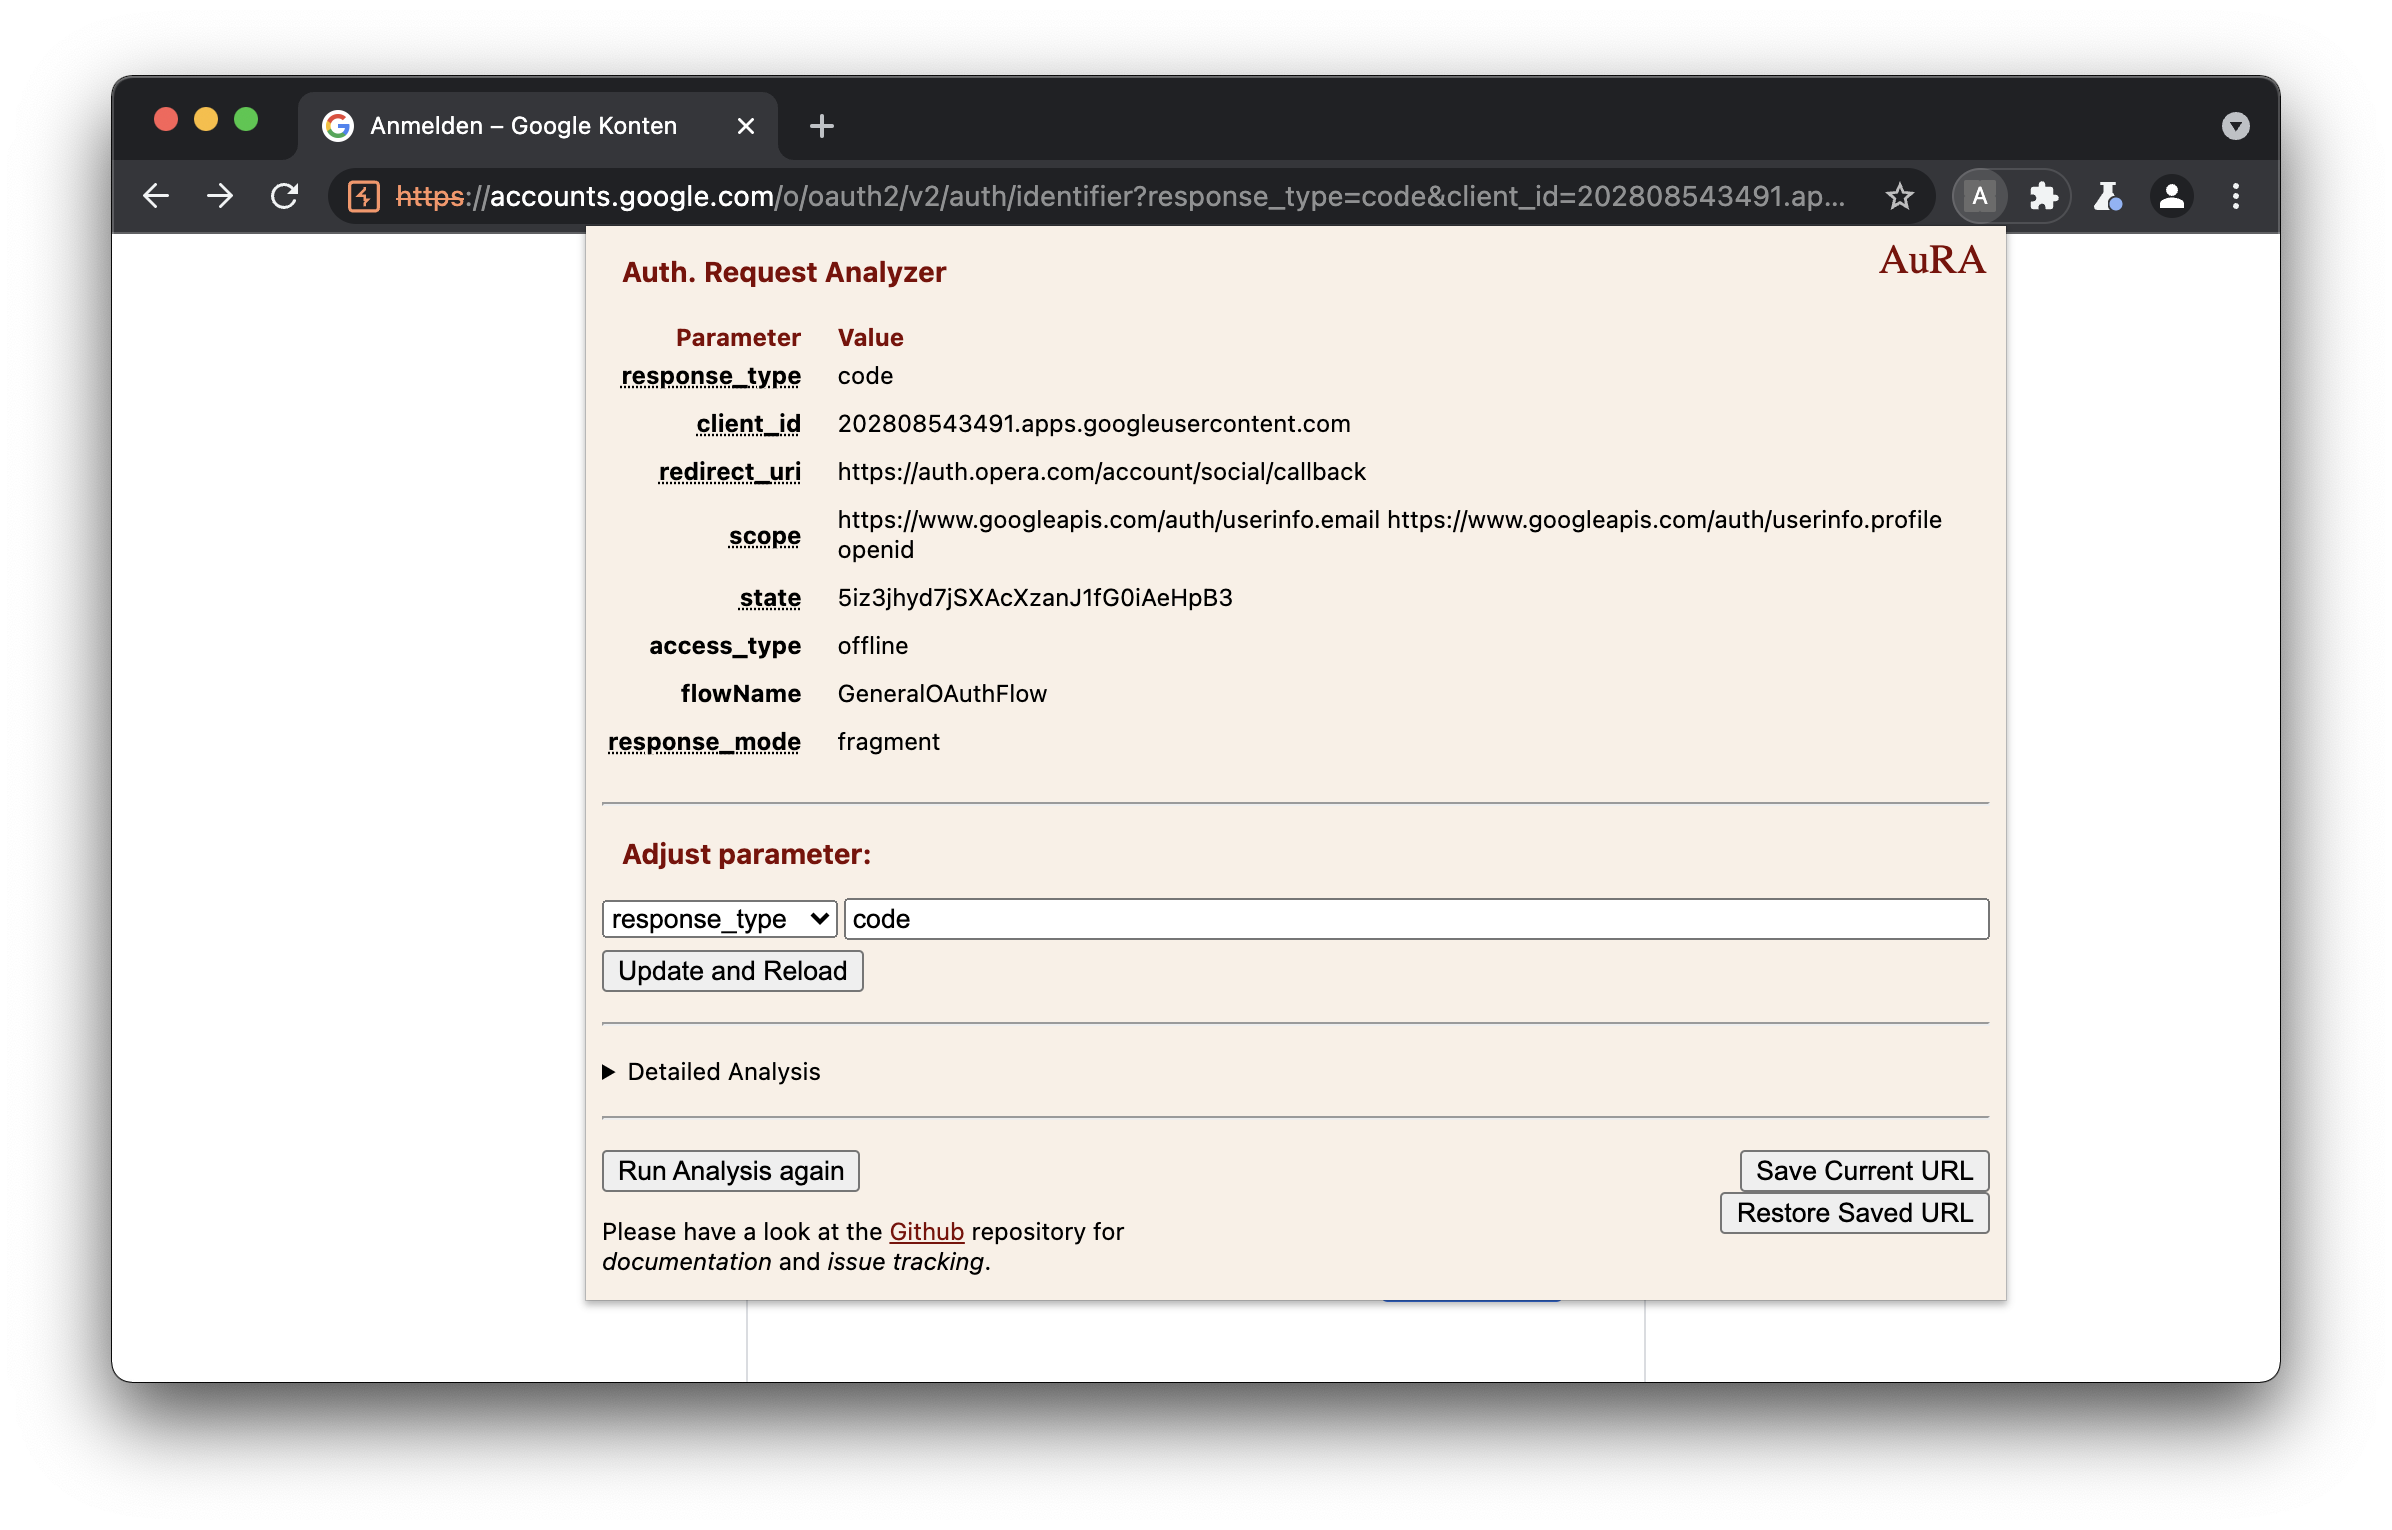 Anmelden – Google Konten
https://accounts.google.com/o/oauth2/v2/auth/identifier?response_type=code&client_id=202808543491.ap...
A
Auth. Request Analyzer
AuRA
Parameter Value
response_type code
client_id 202808543491.apps.googleusercontent.com
redirect_uri https://auth.opera.com/account/social/callback
scope https://www.googleapis.com/auth/userinfo.email https://www.googleapis.com/auth/userinfo.profile
openid
state 5iz3jhyd7jSXAcXzanJ1fG0iAeHpB3
access_type offline
flowName GeneralOAuthFlow
response_mode fragment
Adjust parameter:
response_type code
Update and Reload
Detailed Analysis
Run Analysis again
Save Current URL
Restore Saved URL
Please have a look at the Github repository for
documentation and issue tracking.